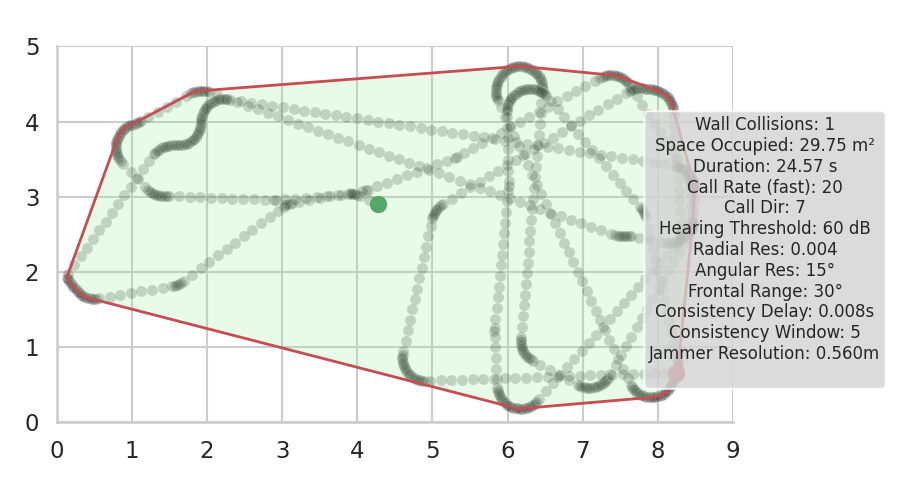 5
4
3
2
1
0
0 1 2 3 4 5 6 7 8 9
Wall Collisions: 1
Space Occupied: 29.75 m²
Duration: 24.57 s
Call Rate (fast): 20
Call Dir: 7
Hearing Threshold: 60 dB
Radial Res: 0.004
Angular Res: 15°
Frontal Range: 30°
Consistency Delay: 0.008s
Consistency Window: 5
Jammer Resolution: 0.560m